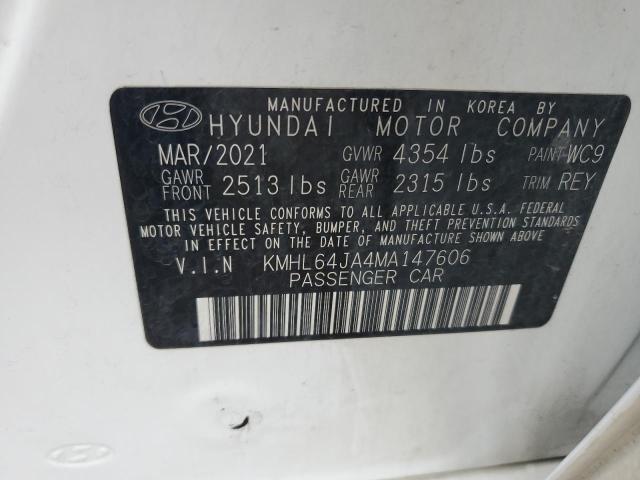 MANUFACTURED IN KOREA BY
HYUNDAI MOTOR COMPANY
MAR/2021 GVWR 4354 lbs PAINT WC9
GAWR FRONT 2513 lbs GAWR REAR 2315 lbs TRIM REY
THIS VEHICLE CONFORMS TO ALL APPLICABLE U.S.A. FEDERAL
MOTOR VEHICLE SAFETY, BUMPER, AND THEFT PREVENTION STANDARDS
IN EFFECT ON THE DATE OF MANUFACTURE SHOWN ABOVE
V.I.N KMHL64JA4MA147606
PASSENGER CAR